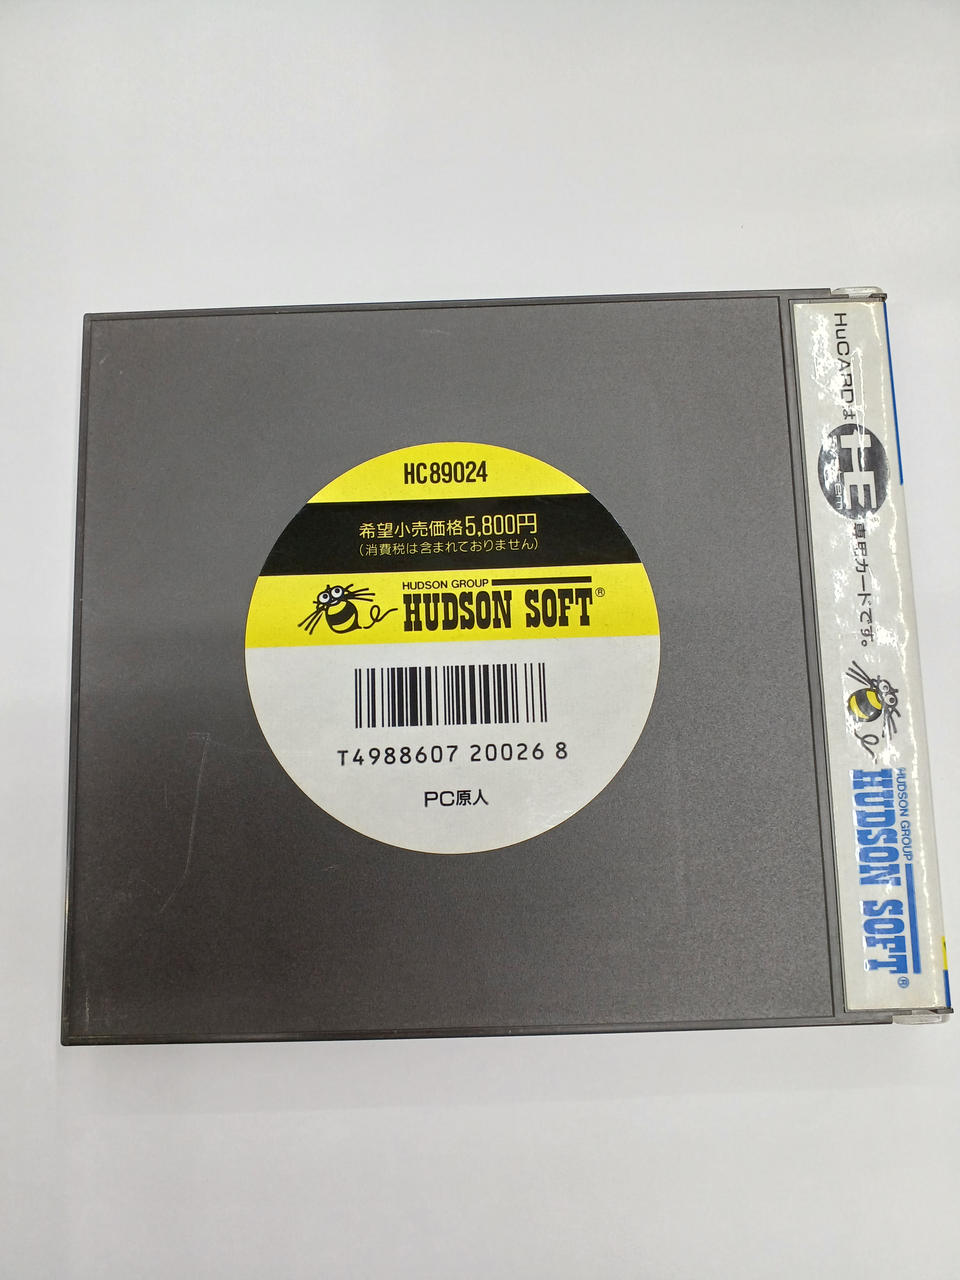 HC89024
希望小売価格5,800円
(消費税は含まれておりません)
HUDSON GROUP
HUDSON SOFT®
T4988607 20026 8
PC原人
HuCARDは HE 専用カードです。
HUDSON GROUP
HUDSON SOFT®